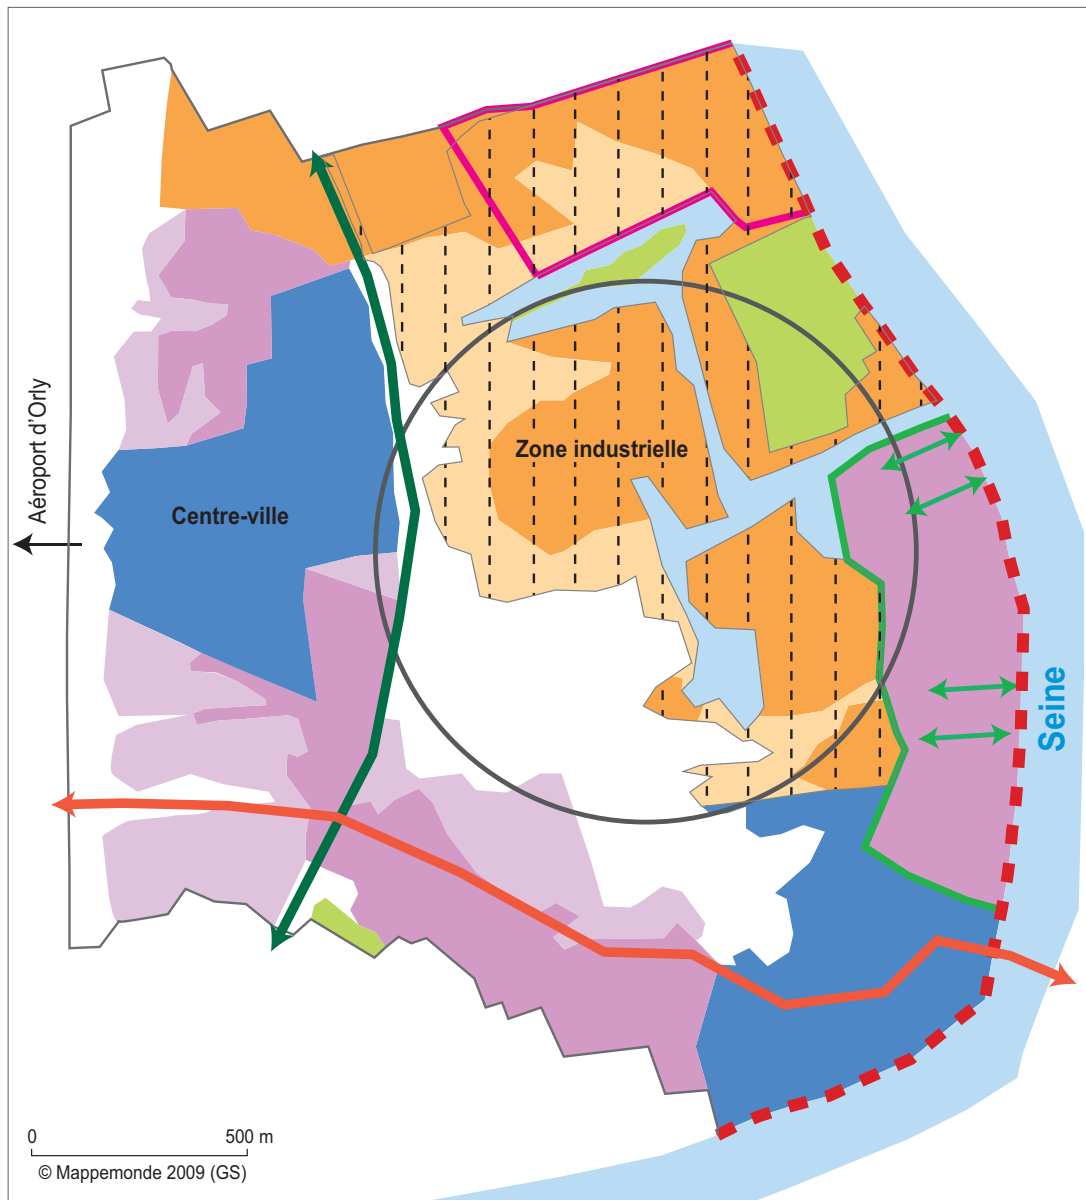 Zone industrielle
Centre-ville
Aéroport d'Orly
Seine
0 500 m
© Mappemonde 2009 (GS)